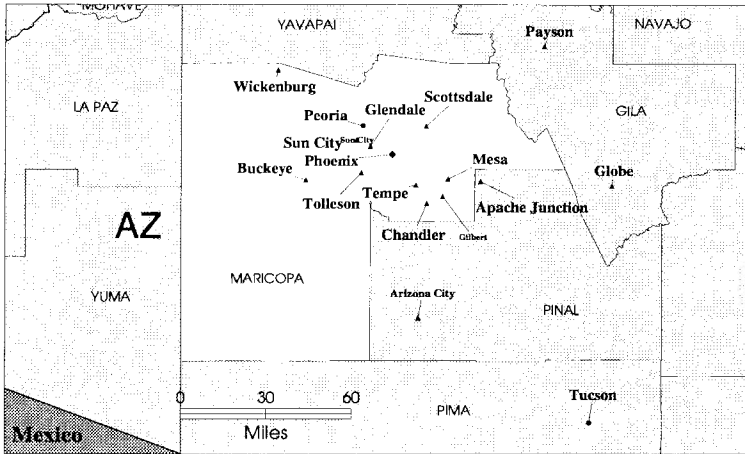 MOHAVE
YAVAPAI
Payson
NAVAJO
Wickenburg
LA PAZ
Peoria
Glendale
Scottsdale
GILA
Sun City
Sun City
Phoenix
Mesa
Buckeye
Globe
Tempe
Tolleson
Apache Junction
AZ
Chandler
Gilbert
MARICOPA
YUMA
Arizona City
PINAL
0 30 60
Miles
Tucson
PIMA
Mexico